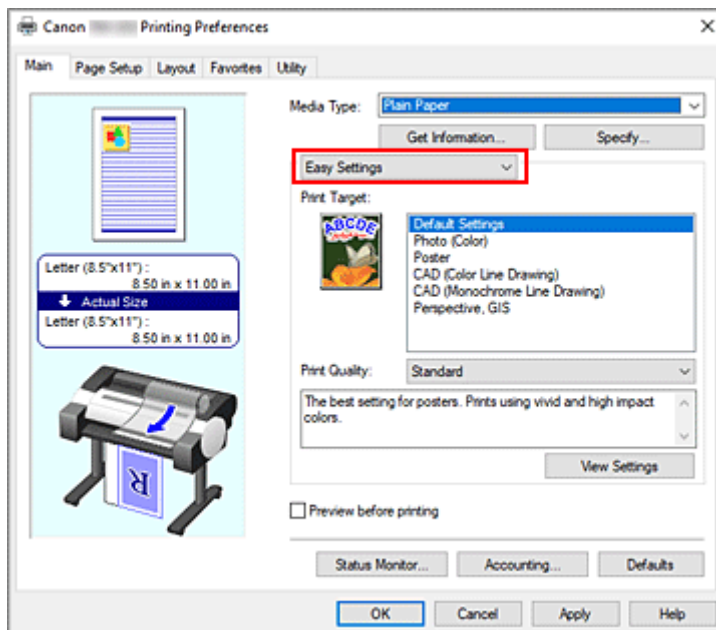 Canon Printing Preferences
Main Page Setup Layout Favorites Utility
Media Type: Plain Paper
Get Information... Specify...
Easy Settings
Print Target:
ABCDE
Default Settings
Photo (Color)
Poster
CAD (Color Line Drawing)
CAD (Monochrome Line Drawing)
Perspective, GIS
Letter (8.5"x11") :
8.50 in x 11.00 in
Actual Size
Letter (8.5"x11") :
8.50 in x 11.00 in
Print Quality: Standard
The best setting for posters. Prints using vivid and high impact
colors.
R
View Settings
Preview before printing
Status Monitor... Accounting... Defaults
OK Cancel Apply Help